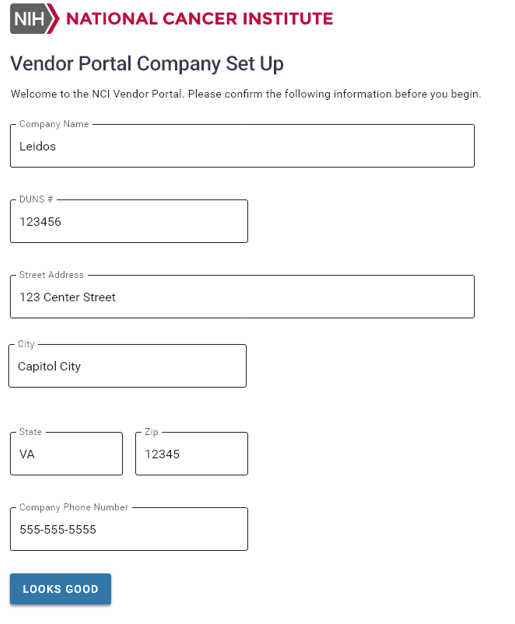 NIH NATIONAL CANCER INSTITUTE
Vendor Portal Company Set Up
Welcome to the NCI Vendor Portal. Please confirm the following information before you begin.
Company Name
Leidos
DUNS #
123456
Street Address
123 Center Street
City
Capitol City
State Zip
VA 12345
Company Phone Number
555-555-5555
LOOKS GOOD